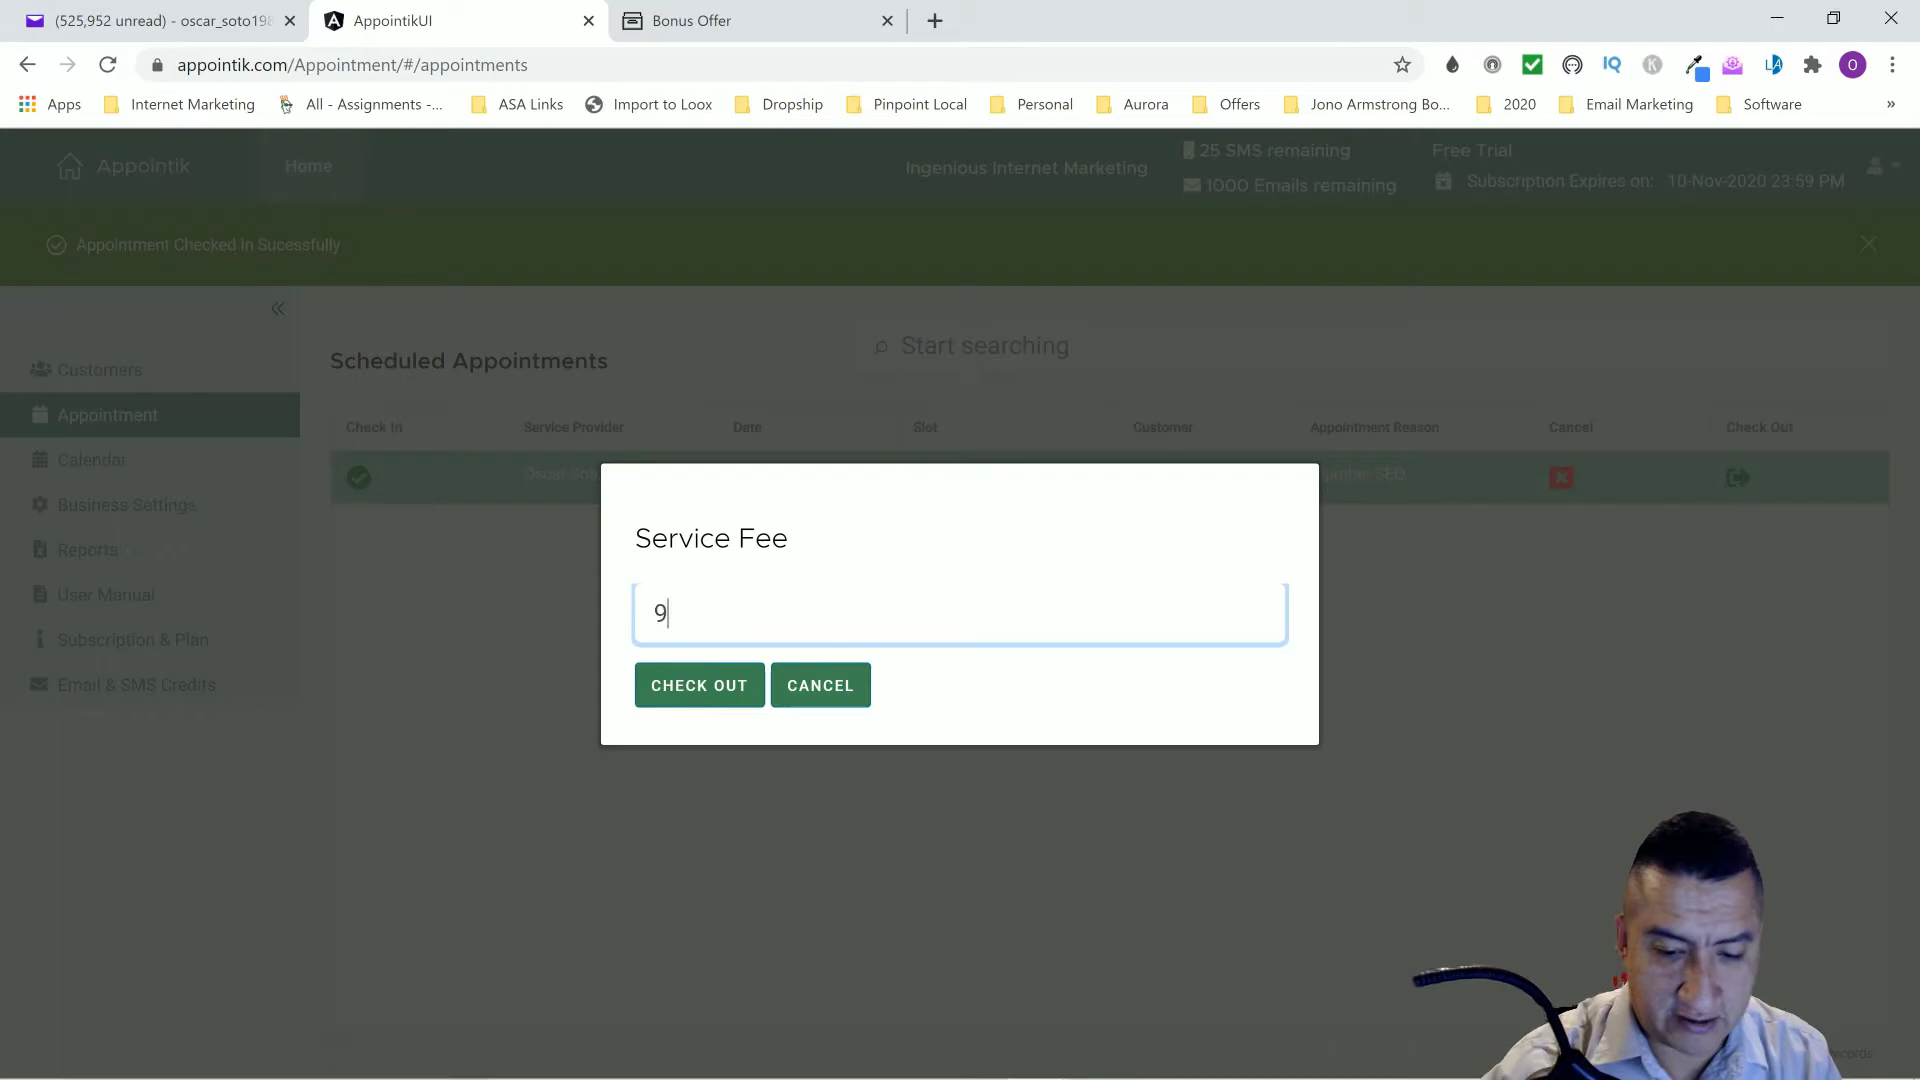 (525,952 unread) - oscar_soto198
AppointikUI
Bonus Offer
appointik.com/Appointment/#/appointments
IQ
K
LA
O
Apps
Internet Marketing
All - Assignments -...
ASA Links
Import to Loox
Dropship
Pinpoint Local
Personal
Aurora
Offers
Jono Armstrong Bo...
2020
Email Marketing
Software
»
Appointik
Home
Ingenious Internet Marketing
25 SMS remaining
1000 Emails remaining
Free Trial
Subscription Expires on: 10-Nov-2020 23:59 PM
Appointment Checked In Sucessfully
Customers
Appointment
Calendar
Business Settings
Reports
User Manual
Subscription & Plan
Email & SMS Credits
Scheduled Appointments
Start searching
Check In
Service Provider
Date
Slot
Customer
Appointment Reason
Cancel
Check Out
Oscar Sot
Service Fee
9
CHECK OUT
CANCEL